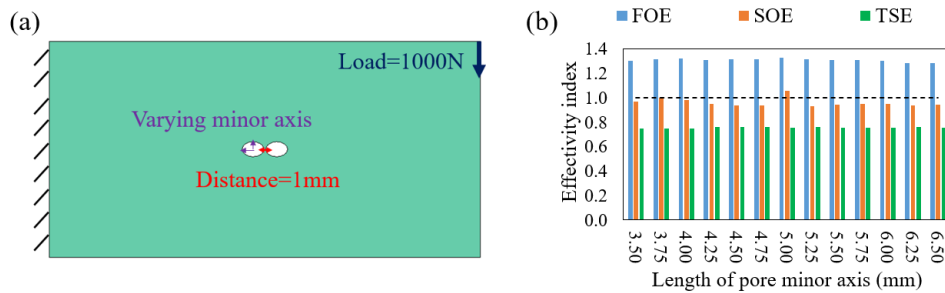 (a)
Load=1000N
Varying minor axis
Distance=1mm
(b)
FOE SOE TSE
Effectivity index
1.4
1.2
1.0
0.8
0.6
0.4
0.2
0.0
3.50 3.75 4.00 4.25 4.50 4.75 5.00 5.25 5.50 5.75 6.00 6.25 6.50
Length of pore minor axis (mm)